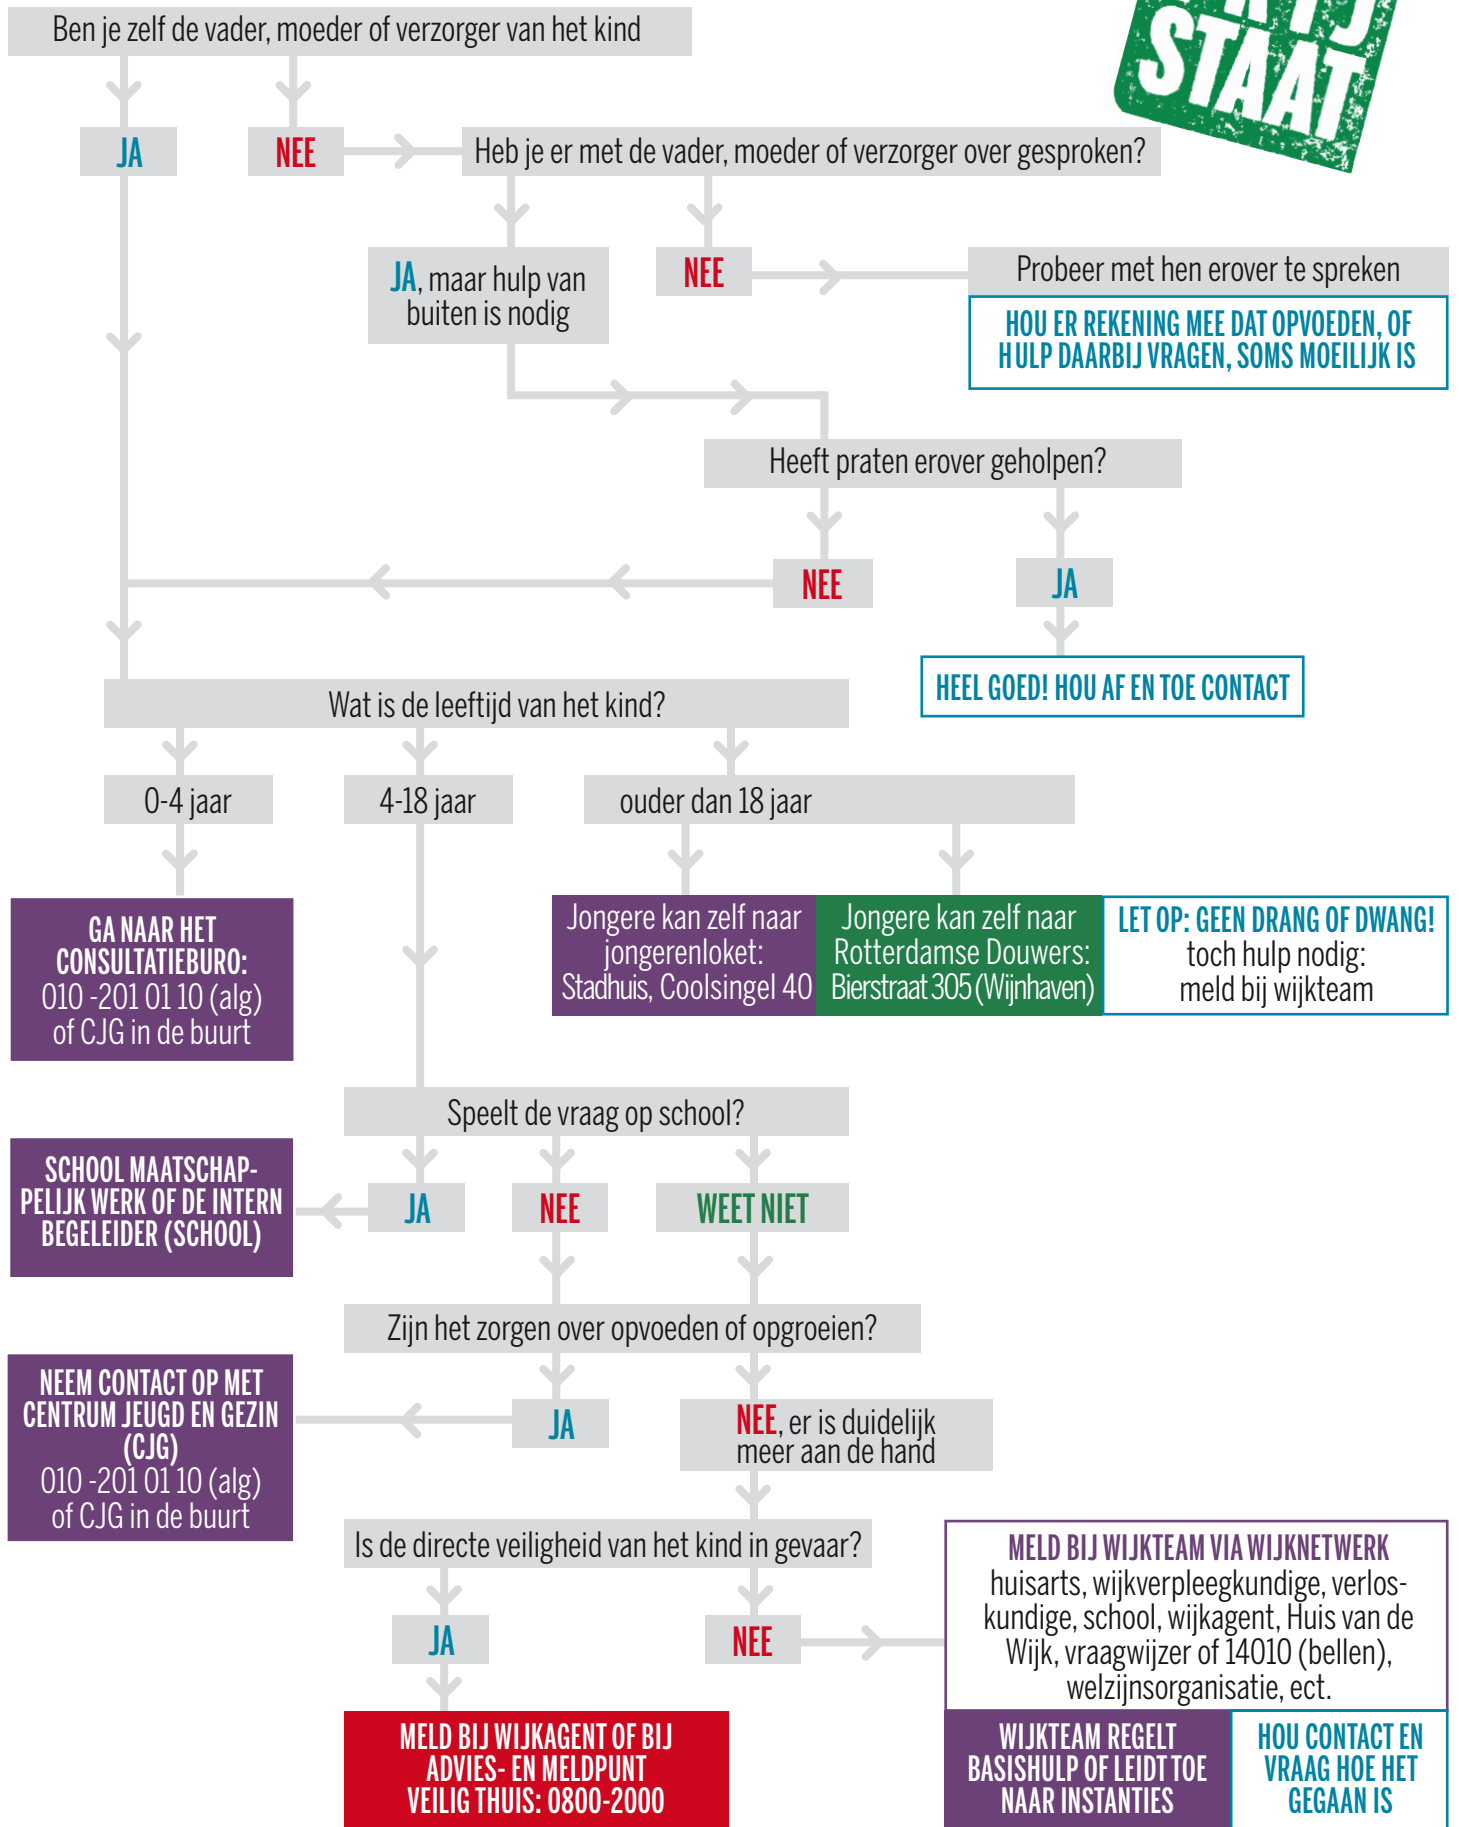 Ben je zelf de vader, moeder of verzorger van het kind
STAAT
JA
NEE
Heb je er met de vader, moeder of verzorger over gesproken?
JA, maar hulp van
buiten is nodig
NEE
Probeer met hen erover te spreken
HOU ER REKENING MEE DAT OPVOEDEN, OF
HULP DAARBIJ VRAGEN, SOMS MOEILIJK IS
Heeft praten erover geholpen?
NEE
JA
HEEL GOED! HOU AF EN TOE CONTACT
Wat is de leeftijd van het kind?
0-4 jaar
4-18 jaar
ouder dan 18 jaar
GA NAAR HET
CONSULTATIEBURO:
010 -201 01 10 (alg)
of CJG in de buurt
Jongere kan zelf naar
jongerenloket:
Stadhuis, Coolsingel 40
Jongere kan zelf naar
Rotterdamse Douwers:
Bierstraat 305 (Wijnhaven)
LET OP: GEEN DRANG OF DWANG!
toch hulp nodig:
meld bij wijkteam
Speelt de vraag op school?
SCHOOL MAATSCHAP-
PELIJK WERK OF DE INTERN
BEGELEIDER (SCHOOL)
JA
NEE
WEET NIET
Zijn het zorgen over opvoeden of opgroeien?
NEEM CONTACT OP MET
CENTRUM JEUGD EN GEZIN
(CJG)
010 -201 01 10 (alg)
of CJG in de buurt
JA
NEE, er is duidelijk
meer aan de hand
Is de directe veiligheid van het kind in gevaar?
JA
NEE
MELD BIJ WIJKTEAM VIA WIJKNETWERK
huisarts, wijkverpleegkundige, verlos-
kundige, school, wijkagent, Huis van de
Wijk, vraagwijzer of 14010 (bellen),
welzijnsorganisatie, ect.
MELD BIJ WIJKAGENT OF BIJ
ADVIES- EN MELDPUNT
VEILIG THUIS: 0800-2000
WIJKTEAM REGELT
BASISHULP OF LEIDT TOE
NAAR INSTANTIES
HOU CONTACT EN
VRAAG HOE HET
GEGAAN IS